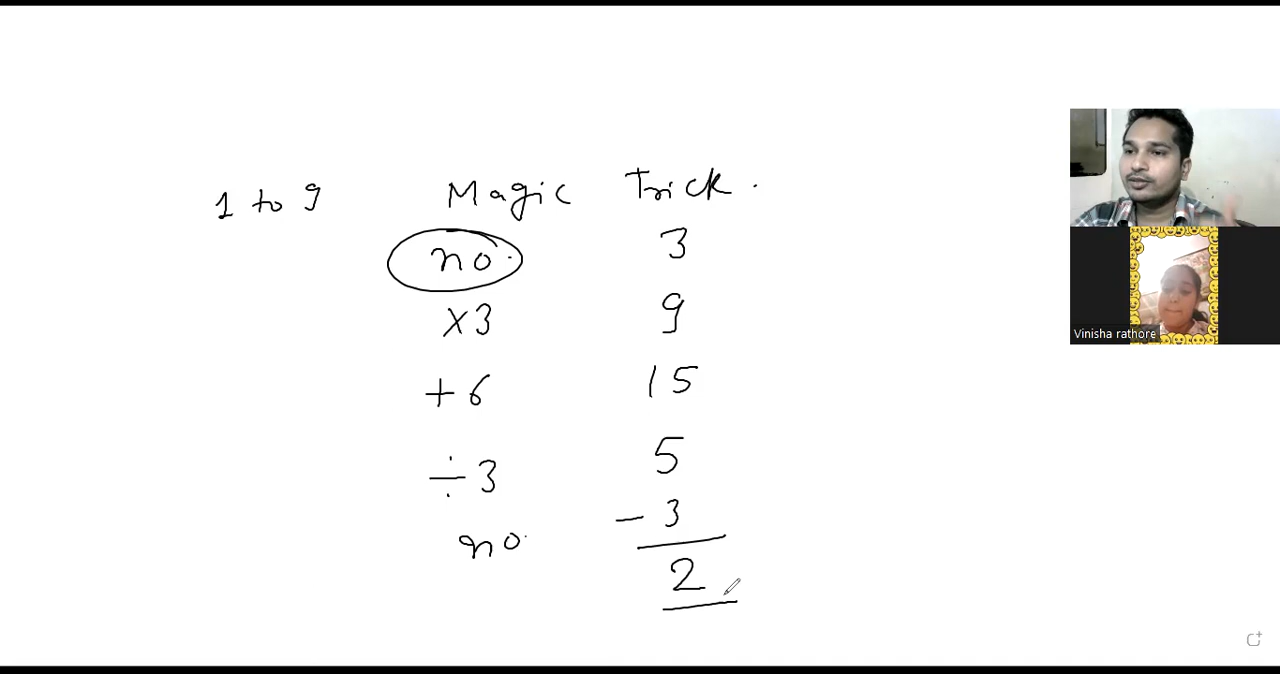 1 to 9 Magic Trick.
no. 3
x3 9
+6 15
÷3 5
no. -3
2
Vinisha rathore